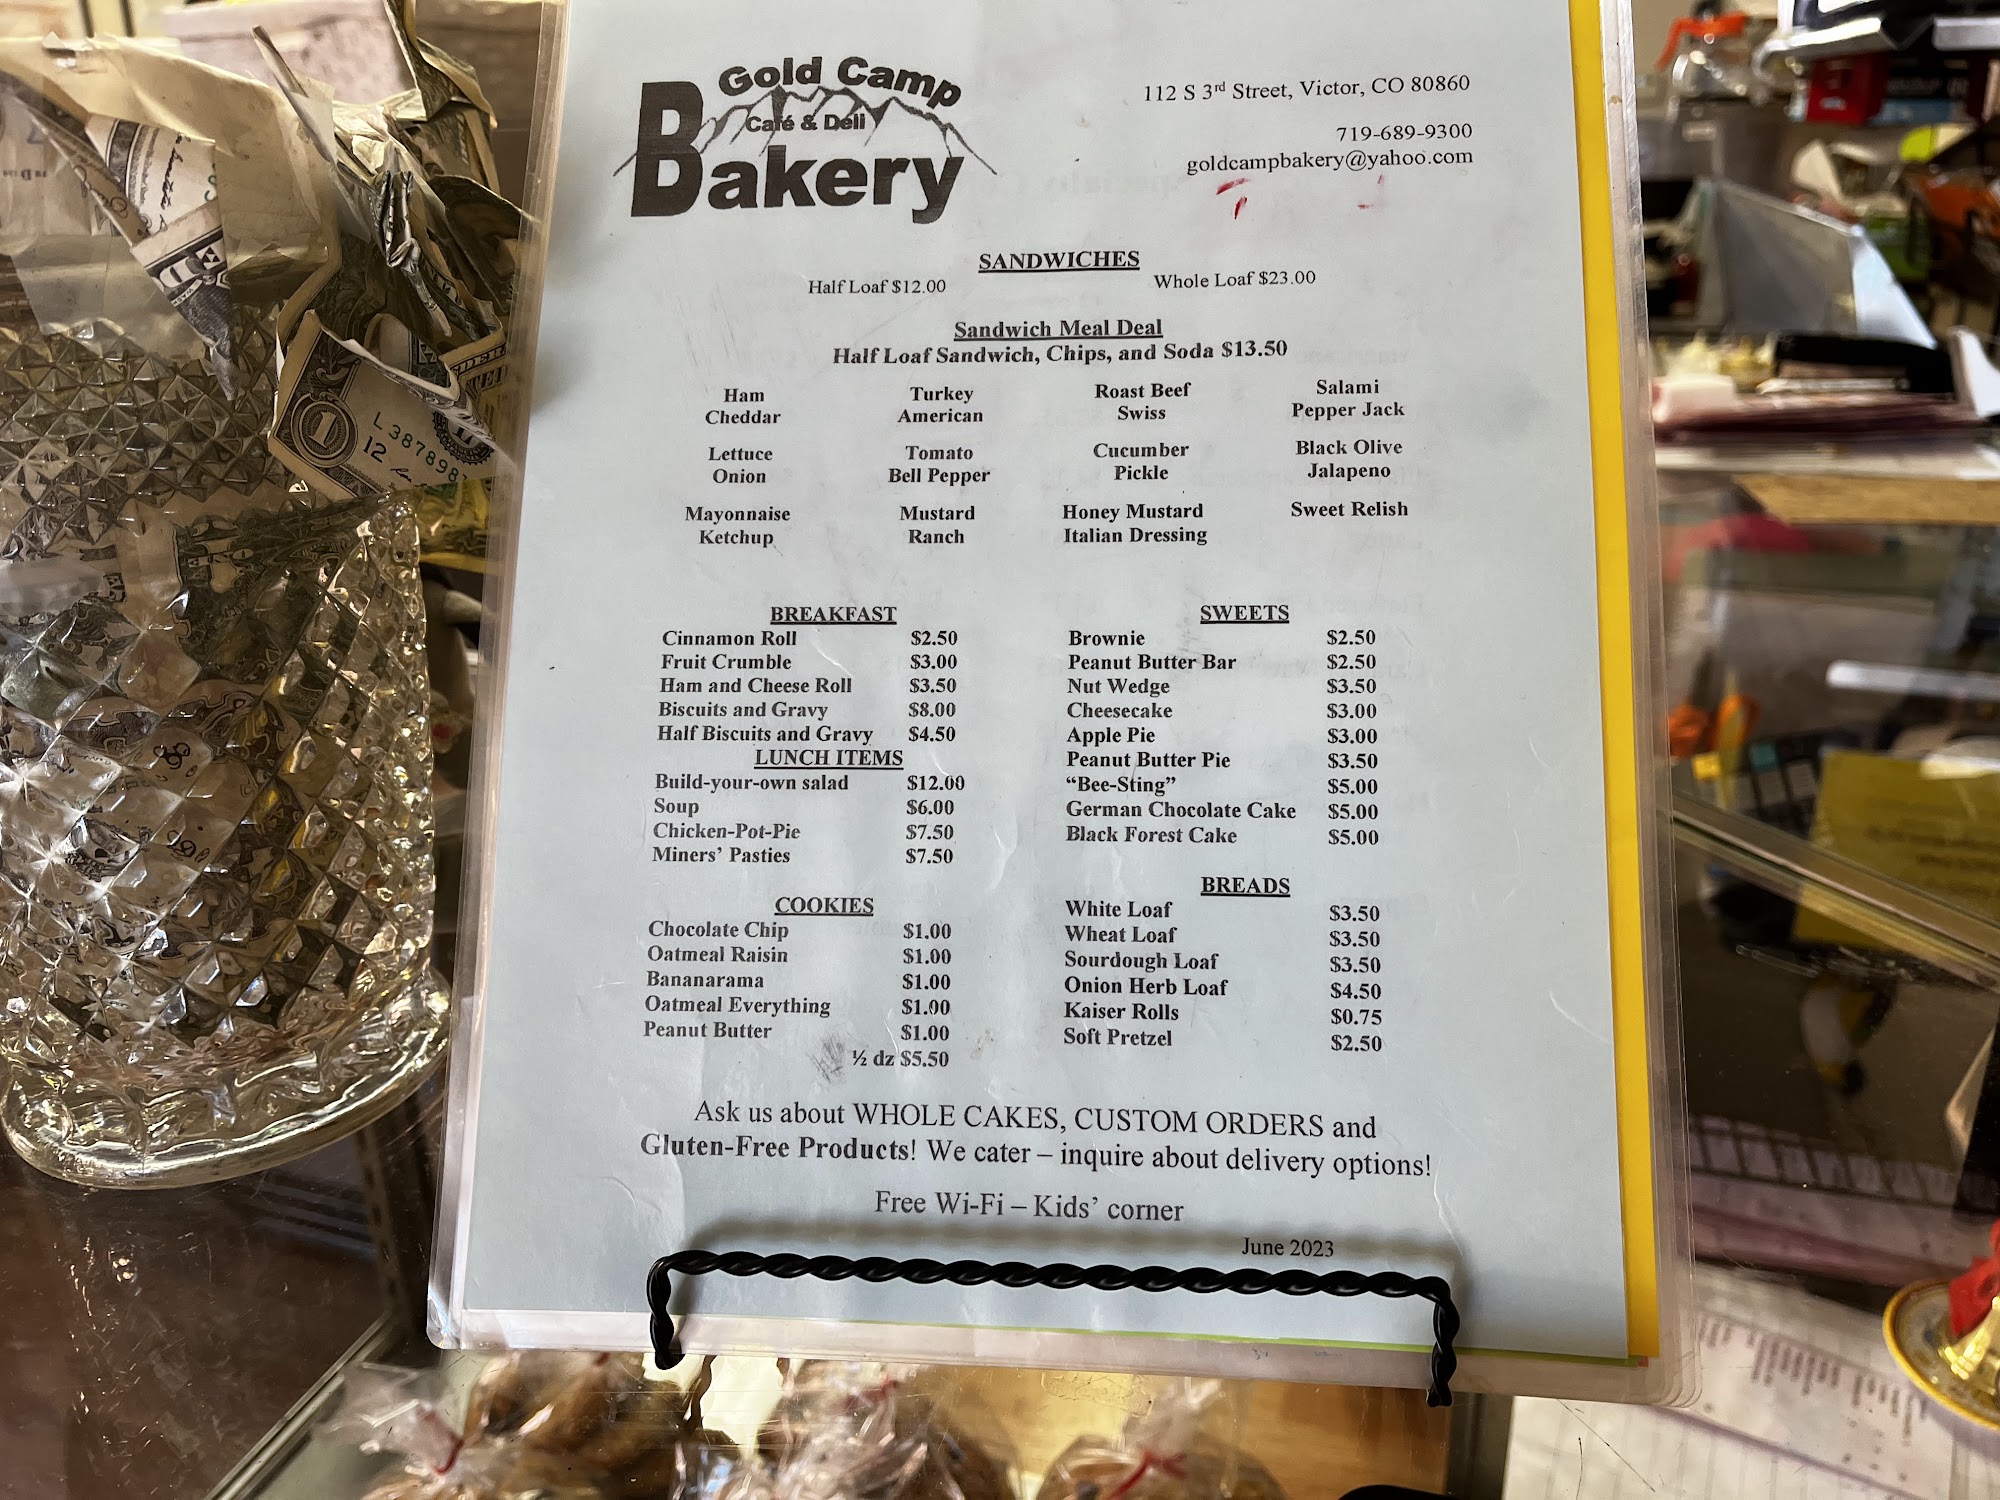 Gold Camp
Café & Deli
Bakery
112 S 3rd Street, Victor, CO 80860
719-689-9300
goldcampbakery@yahoo.com
SANDWICHES
Half Loaf $12.00 Whole Loaf $23.00
Sandwich Meal Deal
Half Loaf Sandwich, Chips, and Soda $13.50
Ham Turkey Roast Beef Salami
Cheddar American Swiss Pepper Jack
Lettuce Tomato Cucumber Black Olive
Onion Bell Pepper Pickle Jalapeno
Mayonnaise Mustard Honey Mustard Sweet Relish
Ketchup Ranch Italian Dressing
BREAKFAST
Cinnamon Roll $2.50
Fruit Crumble $3.00
Ham and Cheese Roll $3.50
Biscuits and Gravy $8.00
Half Biscuits and Gravy $4.50
LUNCH ITEMS
Build-your-own salad $12.00
Soup $6.00
Chicken-Pot-Pie $7.50
Miners' Pasties $7.50
COOKIES
Chocolate Chip $1.00
Oatmeal Raisin $1.00
Bananarama $1.00
Oatmeal Everything $1.00
Peanut Butter $1.00
½ dz $5.50
SWEETS
Brownie $2.50
Peanut Butter Bar $2.50
Nut Wedge $3.50
Cheesecake $3.00
Apple Pie $3.00
Peanut Butter Pie $3.50
“Bee-Sting” $5.00
German Chocolate Cake $5.00
Black Forest Cake $5.00
BREADS
White Loaf $3.50
Wheat Loaf $3.50
Sourdough Loaf $3.50
Onion Herb Loaf $4.50
Kaiser Rolls $0.75
Soft Pretzel $2.50
Ask us about WHOLE CAKES, CUSTOM ORDERS and
Gluten-Free Products! We cater – inquire about delivery options!
Free Wi-Fi – Kids' corner
June 2023
1
12